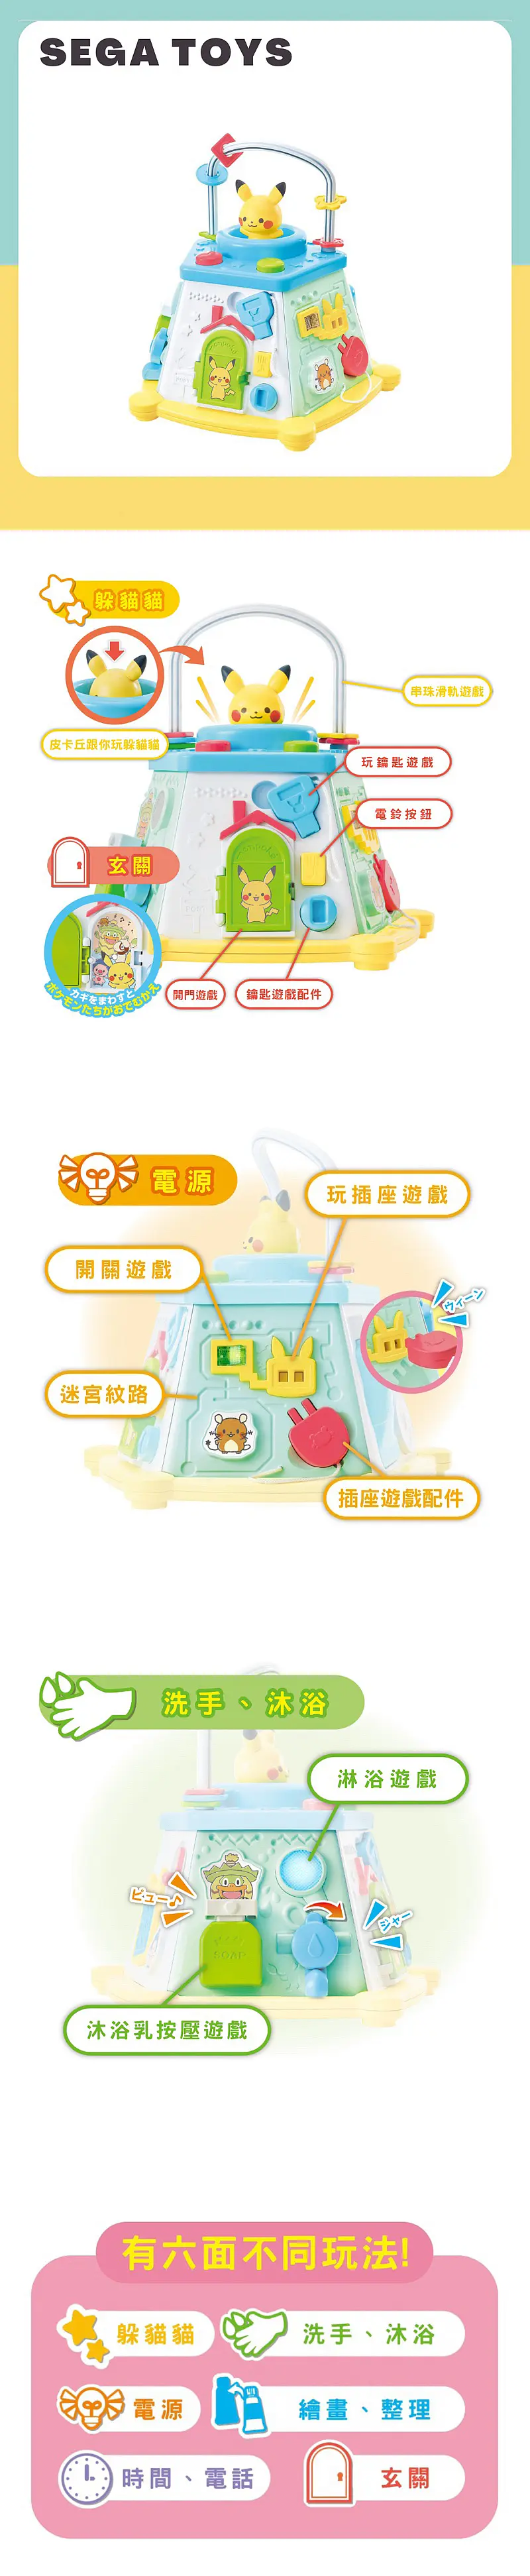 SEGA TOYS
躲貓貓
串珠滑軌遊戲
皮卡丘跟你玩躲貓貓
玩鑰匙遊戲
電鈴按鈕
玄關
カギをまわすと
ポケモンたちがおでむかえ
開門遊戲
鑰匙遊戲配件
電源
玩插座遊戲
開關遊戲
ウィーン
迷宮紋路
插座遊戲配件
洗手、沐浴
淋浴遊戲
ピュー♪
ジャー
SOAP
沐浴乳按壓遊戲
有六面不同玩法!
躲貓貓
洗手、沐浴
電源
繪畫、整理
時間、電話
玄關